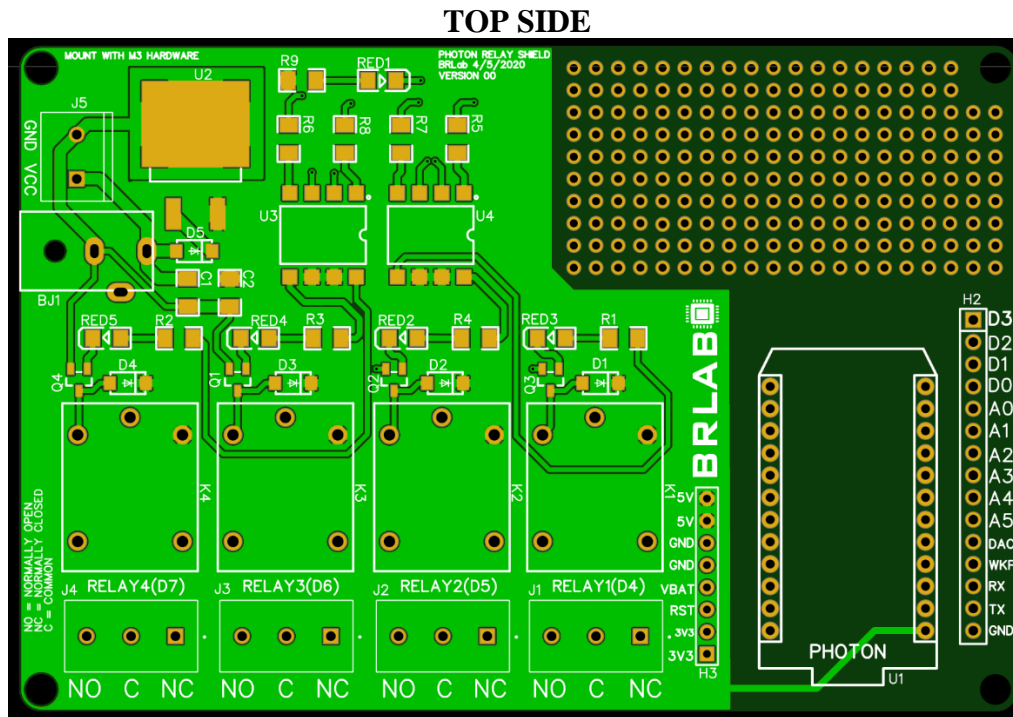 TOP SIDE
MOUNT WITH M3 HARDWARE
U2
R9
RED1
PHOTON RELAY SHIELD
BRLab 4/5/2020
VERSION 00
J5
GND VCC
R6
R8
R7
R5
U3
U4
D5
BJ1
C1
C2
H2
D3
D2
D1
D0
A0
A1
A2
A3
A4
A5
DAC
WKP
RX
TX
GND
RED5
R2
RED4
R3
RED2
R4
RED3
R1
Q4
D4
Q1
D3
Q2
D2
Q3
D1
BRLAB
K4
K3
K2
K1
5V
5V
GND
GND
VBAT
RST
3V3
3V3
H3
NO = NORMALLY OPEN
NC = NORMALLY CLOSED
C = COMMON
J4
RELAY4(D7)
J3
RELAY3(D6)
J2
RELAY2(D5)
J1
RELAY1(D4)
NO C NC
NO C NC
NO C NC
NO C NC
PHOTON
U1